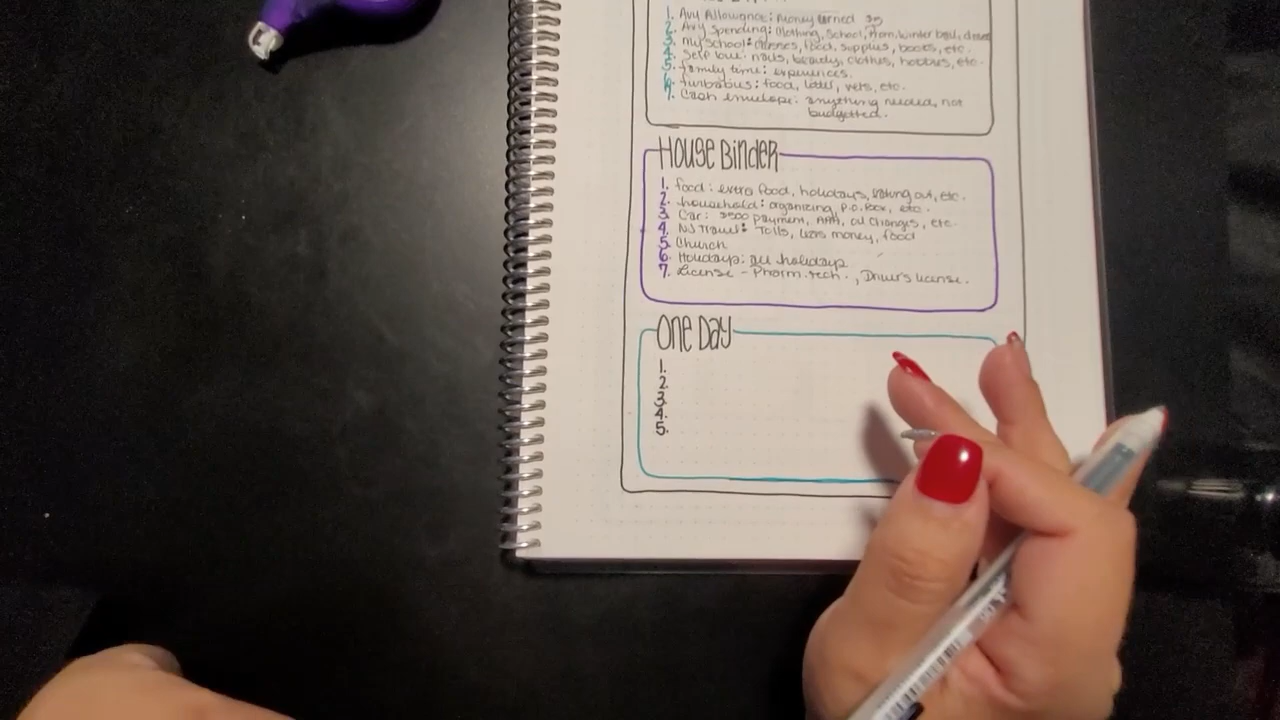 1. Avy Allowance: money earned
2. Avy Spending: clothing, School, Prom, winter ball, dress
3. my school: classes, food, supplies, books, etc.
4. Self love: nails, beauty, clothes, hobbies, etc.
5. family time: experiences.
6. furbabies: food, litter, vets, etc.
7. Cash envelope: anything needed, not
budgetted.
House Binder
1. food: extra food, holidays, eating out, etc.
2. household: organizing, P.O. Box, etc.
3. Car: $500 payment, AAA, oil changes, etc.
4. NJ Travel: Tolls, money, food
5. Church
6. Holidays: all holidays
7. License - Pharm. tech., Driver's license.
One Day
1.
2.
3.
4.
5.